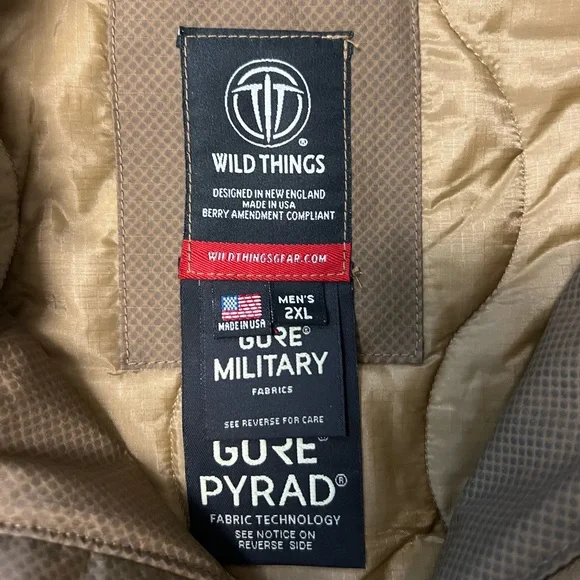 ®
WILD THINGS
DESIGNED IN NEW ENGLAND
MADE IN USA
BERRY AMENDMENT COMPLIANT
WILDTHINGSGEAR.COM
MADE IN USA
MEN'S
2XL
GORE®
MILITARY
FABRICS
SEE REVERSE FOR CARE
GORE®
PYRAD®
FABRIC TECHNOLOGY
SEE NOTICE ON
REVERSE SIDE